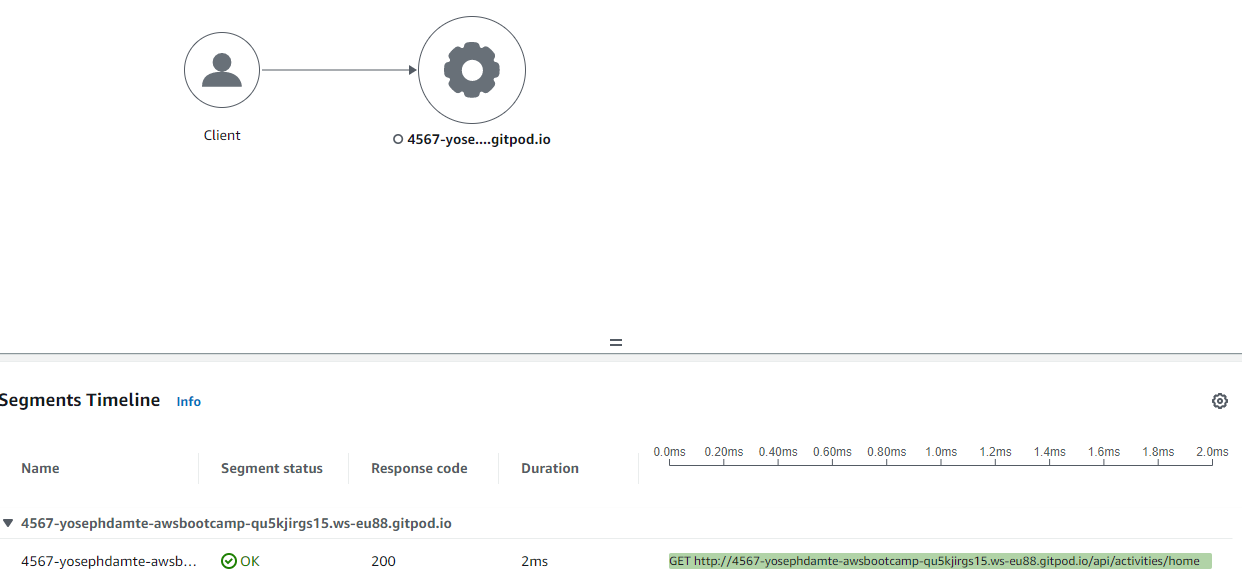 Client
4567-yose....gitpod.io
Segments Timeline Info
0.0ms 0.20ms 0.40ms 0.60ms 0.80ms 1.0ms 1.2ms 1.4ms 1.6ms 1.8ms 2.0ms
Name Segment status Response code Duration
4567-yosephdamte-awsbootcamp-qu5kjirgs15.ws-eu88.gitpod.io
4567-yosephdamte-awsb... OK 200 2ms GET http://4567-yosephdamte-awsbootcamp-qu5kjirgs15.ws-eu88.gitpod.io/api/activities/home